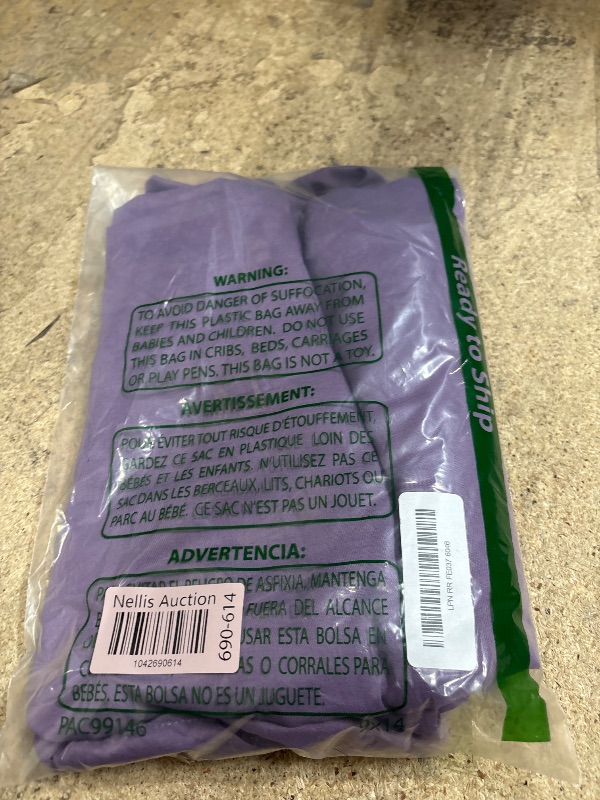 WARNING:
TO AVOID DANGER OF SUFFOCATION,
KEEP THIS PLASTIC BAG AWAY FROM
BABIES AND CHILDREN. DO NOT USE
THIS BAG IN CRIBS, BEDS, CARRIAGES
OR PLAY PENS. THIS BAG IS NOT A TOY.
AVERTISSEMENT:
POUR EVITER TOUT RISQUE D'ÉTOUFFEMENT,
GARDEZ CE SAC EN PLASTIQUE LOIN DES
BÉBÉS ET LES ENFANTS. N'UTILISEZ PAS CE
SAC DANS LES BERCEAUX, LITS, CHARIOTS OU
PARC AU BÉBÉ. CE SAC N'EST PAS UN JOUET.
ADVERTENCIA:
EL PELIGRO DE ASFIXIA, MANTENGA
FUERA DEL ALCANCE
USAR ESTA BOLSA EN
O CORRALES PARA
BEBÉS. ESTA BOLSA NO ES UN JUGUETE.
PAC99146
9X14
Nellis Auction
1042690614
690-614
Ready to Ship